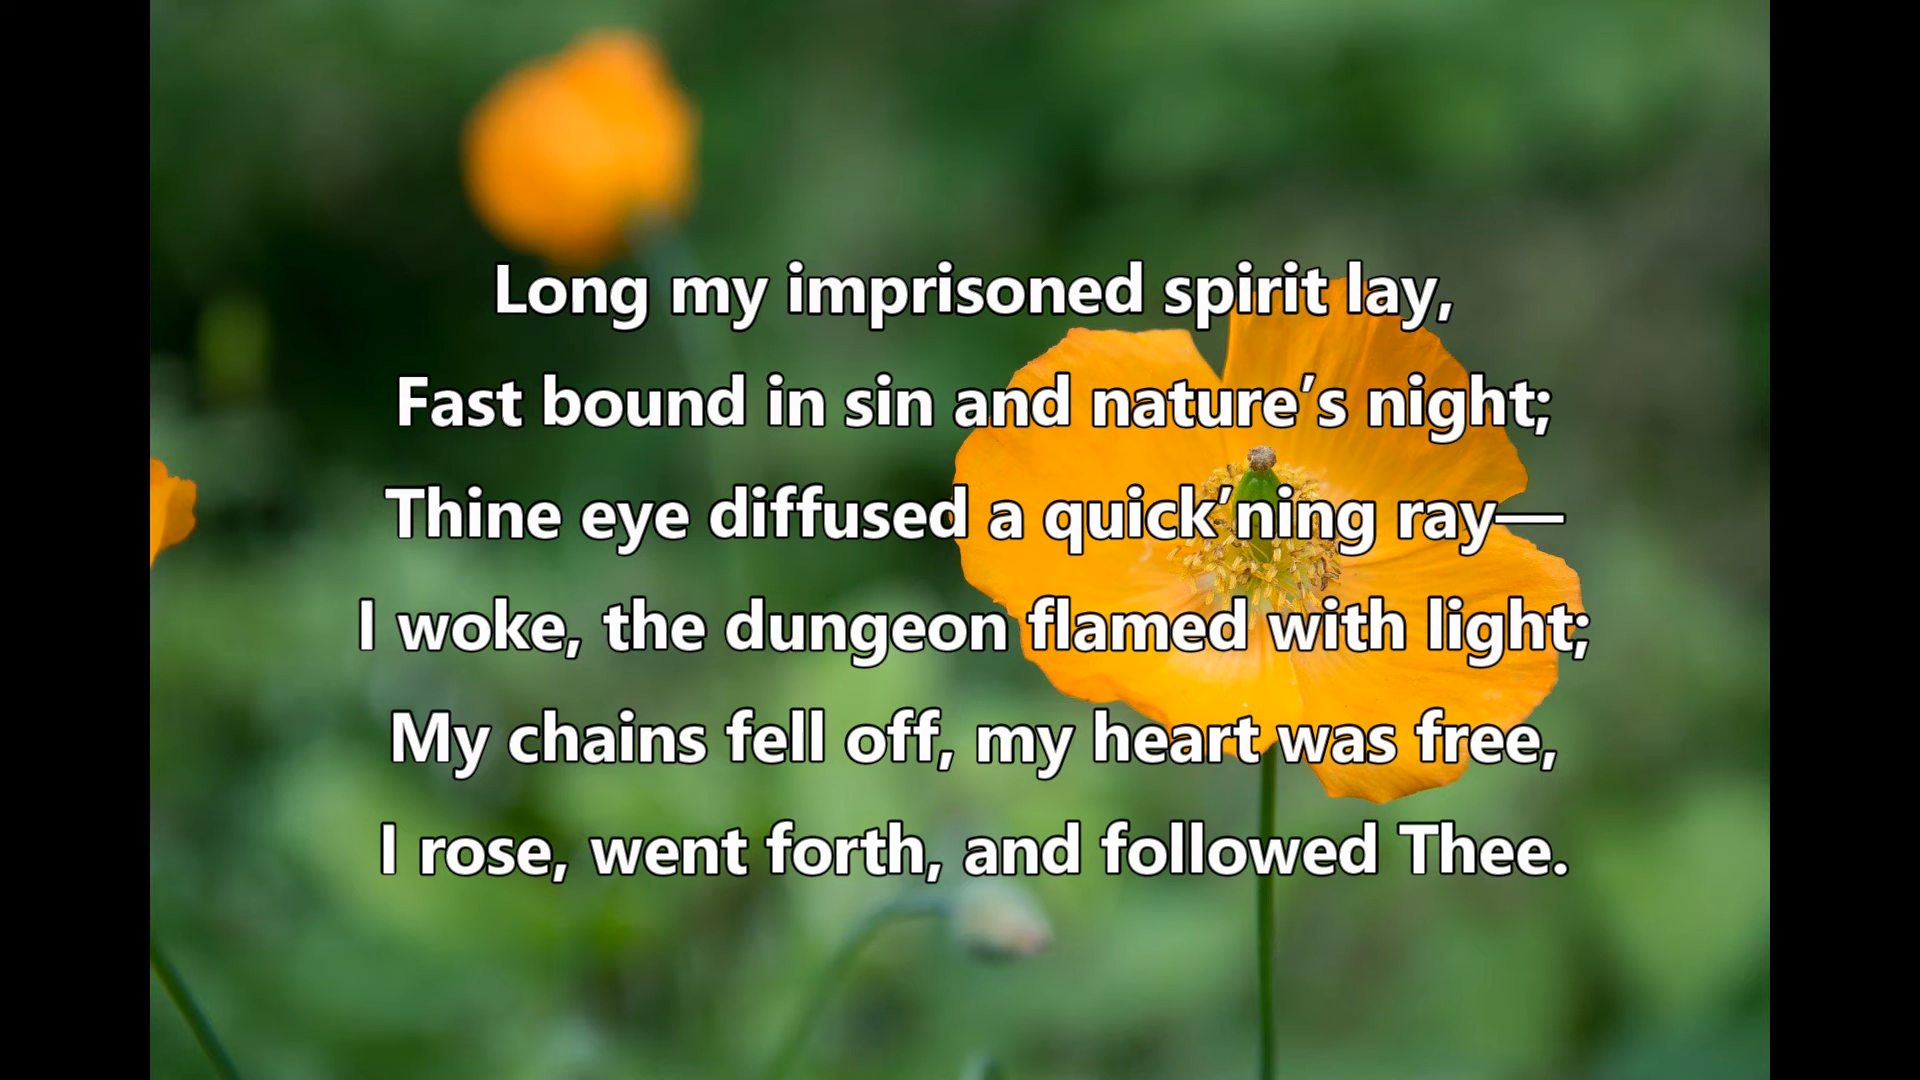 Long my imprisoned spirit lay,
Fast bound in sin and nature’s night;
Thine eye diffused a quick’ning ray—
I woke, the dungeon flamed with light;
My chains fell off, my heart was free,
I rose, went forth, and followed Thee.